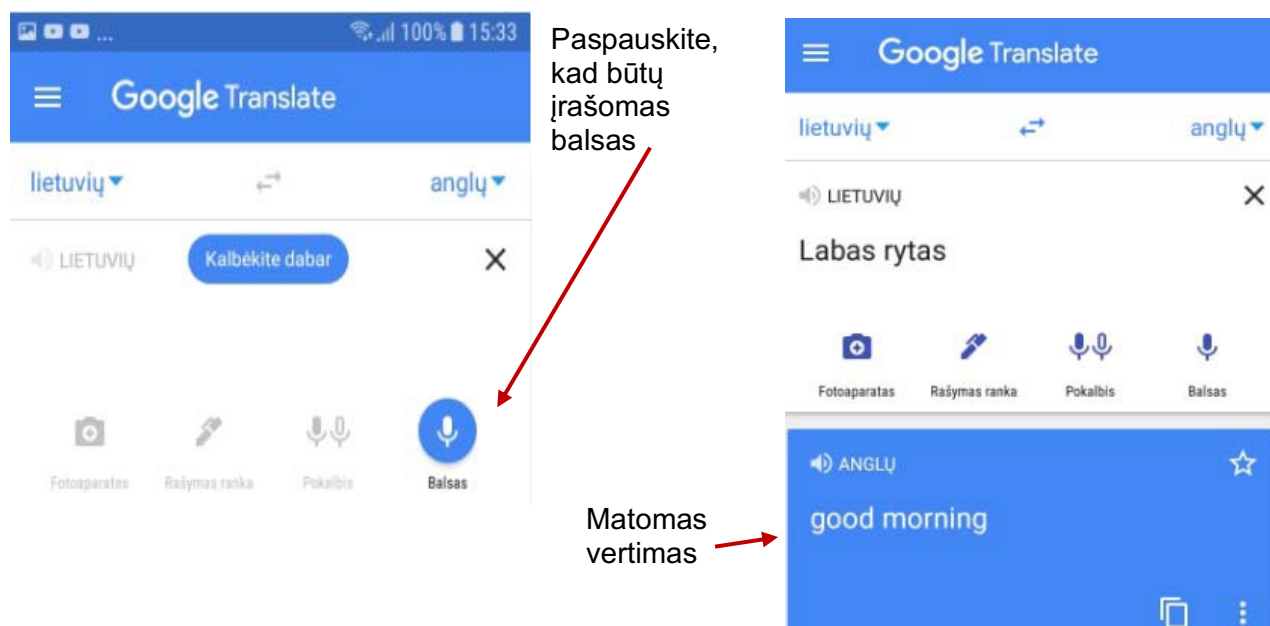 ... 100% 15:33
Google Translate
lietuvių anglų
LIETUVIŲ Kalbėkite dabar
Fotoaparatas Rašymas ranka Pokalbis Balsas
Paspauskite,
kad būtų
įrašomas
balsas
Google Translate
lietuvių anglų
LIETUVIŲ
Labas rytas
Fotoaparatas Rašymas ranka Pokalbis Balsas
Matomas
vertimas
ANGLŲ
good morning